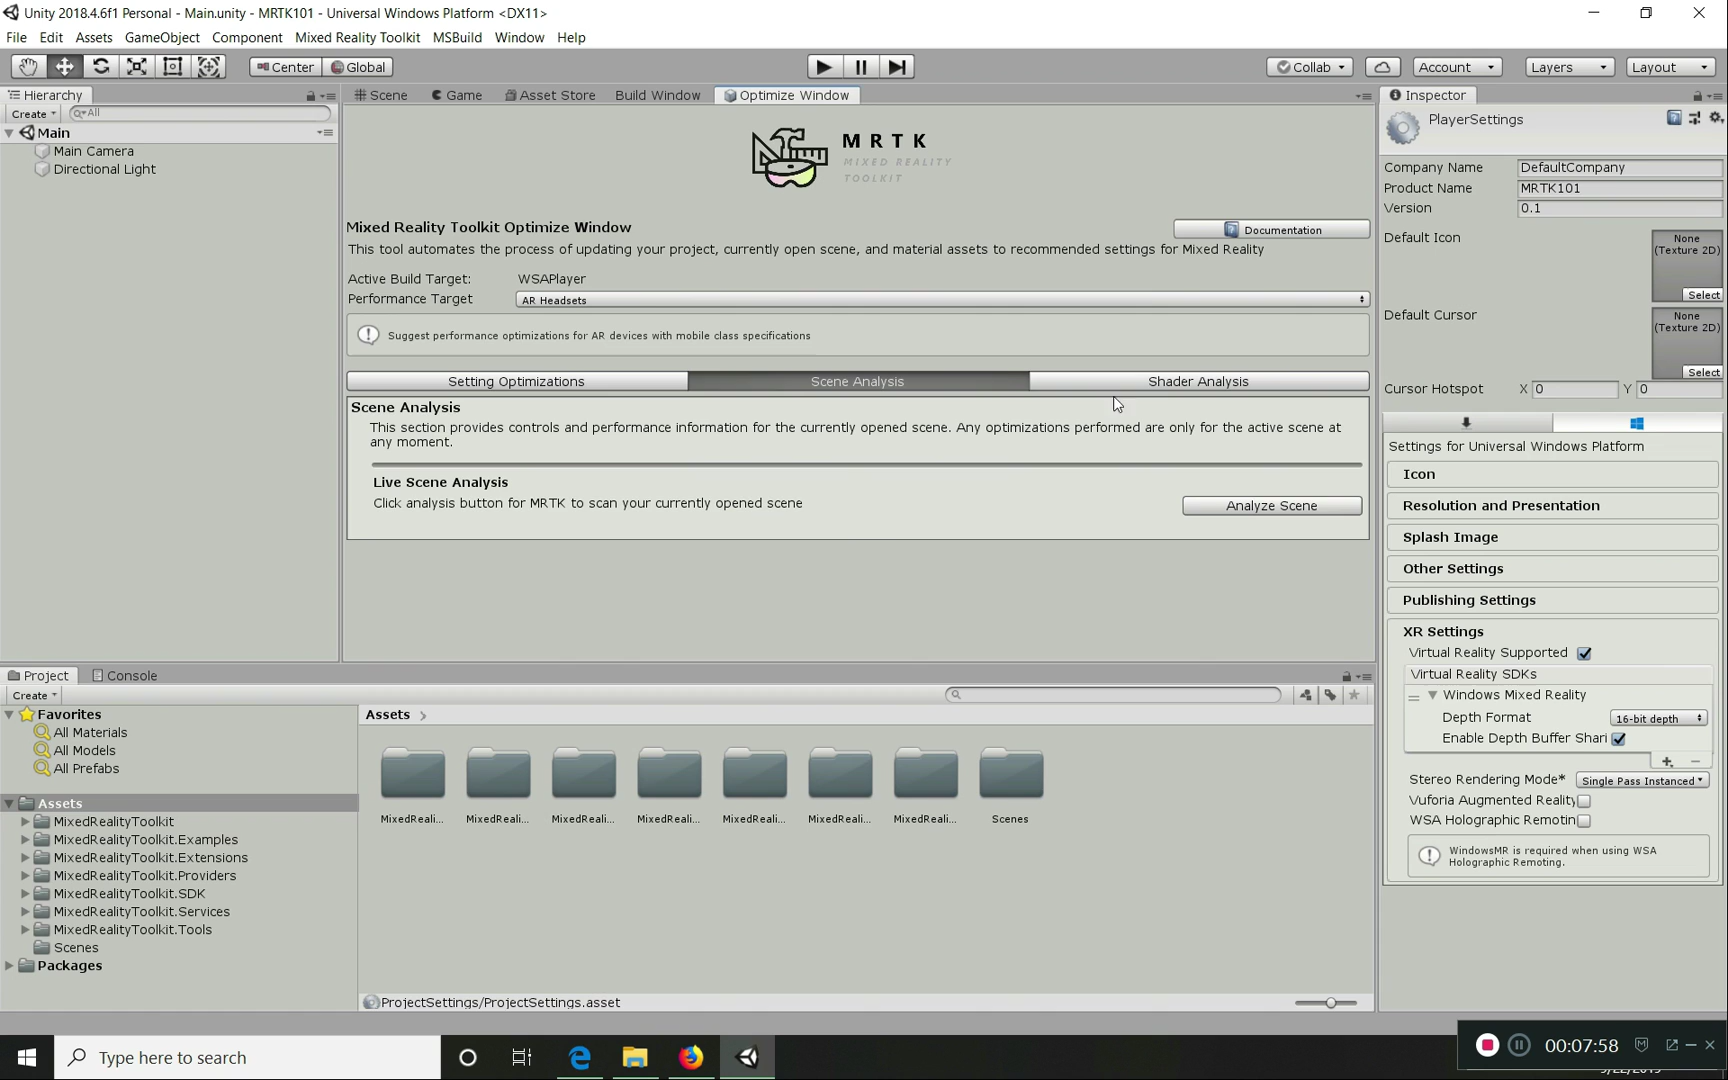 Unity 2018.4.6f1 Personal - Main.unity - MRTK101 - Universal Windows Platform <DX11>
File Edit Assets GameObject Component Mixed Reality Toolkit MSBuild Window Help
Center Global
Collab Account Layers Layout
Hierarchy
Create All
Main
Main Camera
Directional Light
Scene Game Asset Store Build Window Optimize Window
MRTK
MIXED REALITY
TOOLKIT
Mixed Reality Toolkit Optimize Window
Documentation
This tool automates the process of updating your project, currently open scene, and material assets to recommended settings for Mixed Reality
Active Build Target: WSAPlayer
Performance Target AR Headsets
Suggest performance optimizations for AR devices with mobile class specifications
Setting Optimizations Scene Analysis Shader Analysis
Scene Analysis
This section provides controls and performance information for the currently opened scene. Any optimizations performed are only for the active scene at
any moment.
Live Scene Analysis
Click analysis button for MRTK to scan your currently opened scene
Analyze Scene
Inspector
PlayerSettings
Company Name DefaultCompany
Product Name MRTK101
Version 0.1
Default Icon
None
(Texture 2D)
Select
Default Cursor
None
(Texture 2D)
Select
Cursor Hotspot X 0 Y 0
Settings for Universal Windows Platform
Icon
Resolution and Presentation
Splash Image
Other Settings
Publishing Settings
XR Settings
Virtual Reality Supported
Virtual Reality SDKs
Windows Mixed Reality
Depth Format 16-bit depth
Enable Depth Buffer Shari
Stereo Rendering Mode* Single Pass Instanced
Vuforia Augmented Reality
WSA Holographic Remotin
WindowsMR is required when using WSA
Holographic Remoting.
Project Console
Create
Favorites
All Materials
All Models
All Prefabs
Assets
MixedRealityToolkit
MixedRealityToolkit.Examples
MixedRealityToolkit.Extensions
MixedRealityToolkit.Providers
MixedRealityToolkit.SDK
MixedRealityToolkit.Services
MixedRealityToolkit.Tools
Scenes
Packages
Assets
MixedReali... MixedReali... MixedReali... MixedReali... MixedReali... MixedReali... MixedReali... Scenes
ProjectSettings/ProjectSettings.asset
Type here to search
00:07:58